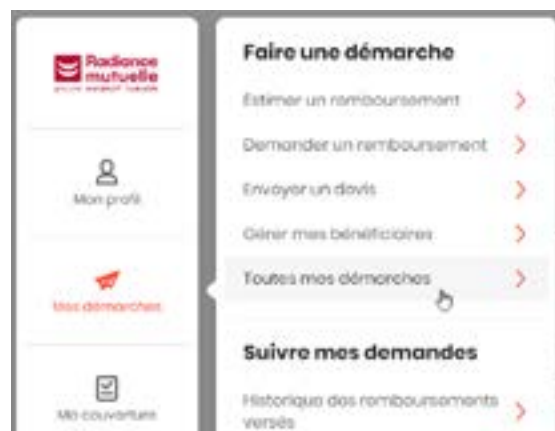 Radiance
mutuelle
Mon profil
Mes démarches
Ma couverture
Faire une démarche
Estimer un remboursement
Demander un remboursement
Envoyer un devis
Gérer mes bénéficiaires
Toutes mes démarches
Suivre mes demandes
Historique des remboursements
versés